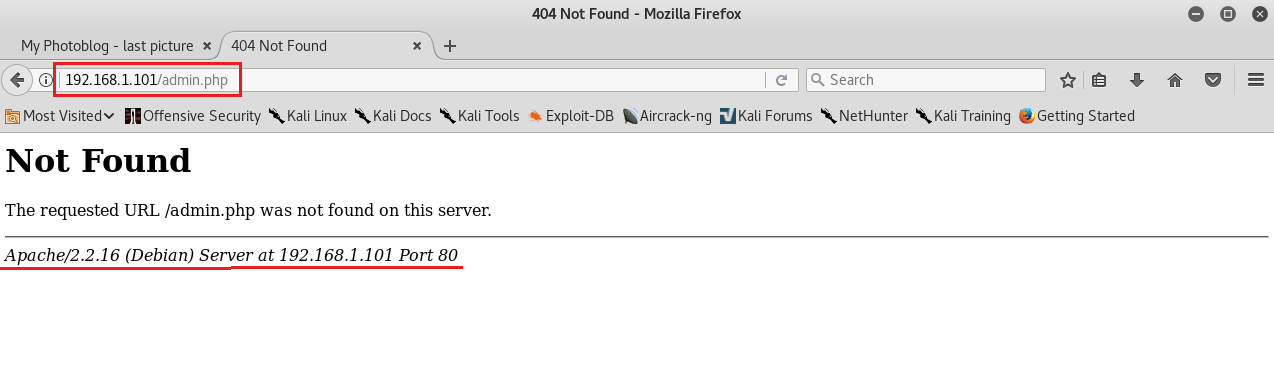 404 Not Found - Mozilla Firefox
My Photoblog - last picture 404 Not Found
192.168.1.101/admin.php Search
Most Visited Offensive Security Kali Linux Kali Docs Kali Tools Exploit-DB Aircrack-ng Kali Forums NetHunter Kali Training Getting Started
Not Found
The requested URL /admin.php was not found on this server.
Apache/2.2.16 (Debian) Server at 192.168.1.101 Port 80